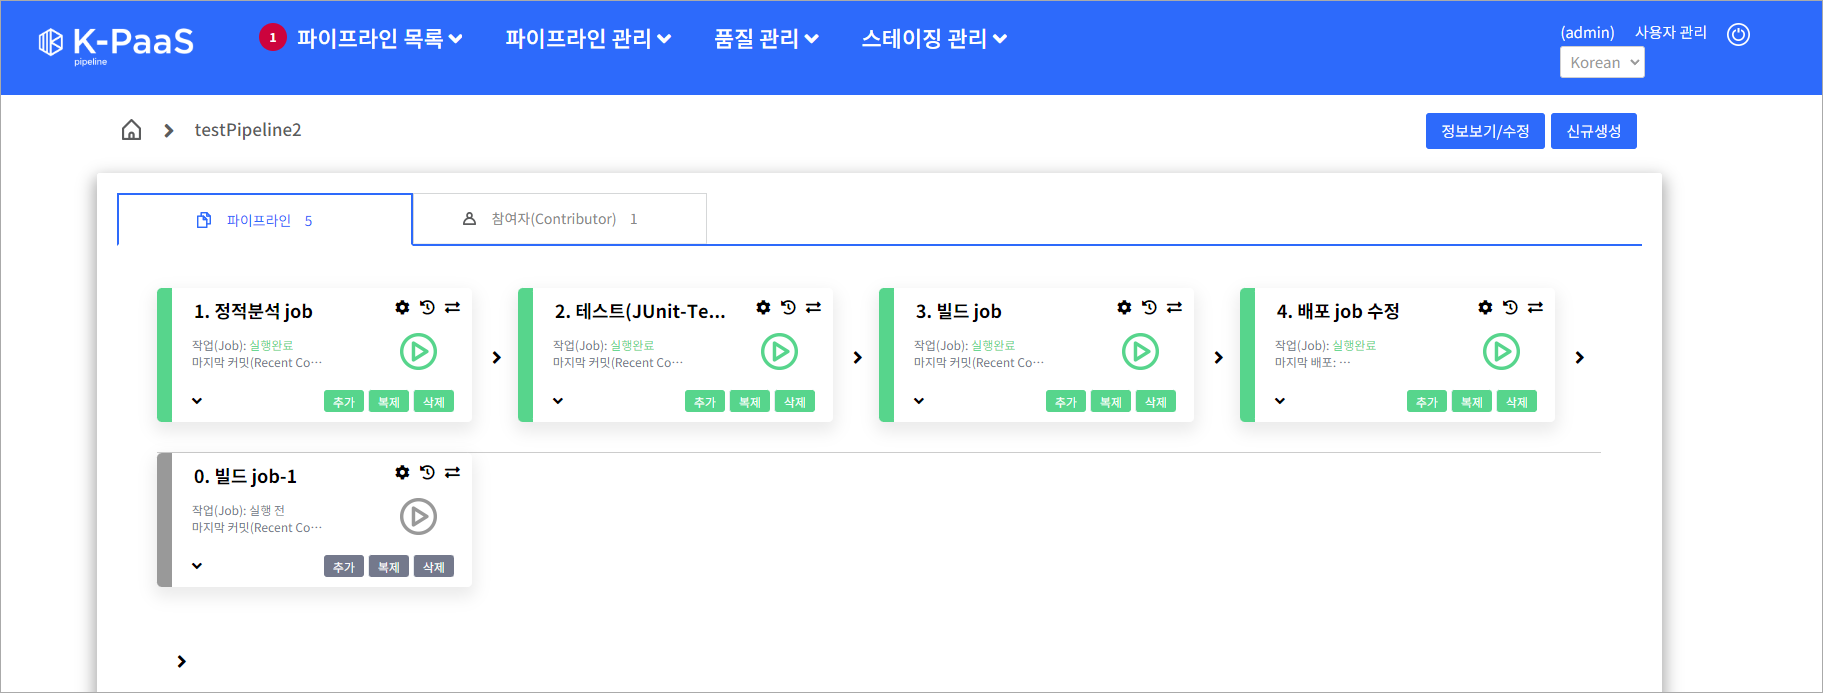 K-PaaS
pipeline
1 파이프라인 목록 파이프라인 관리 품질 관리 스테이징 관리
(admin) 사용자 관리
Korean
testPipeline2
정보보기/수정 신규생성
파이프라인 5
참여자(Contributor) 1
1. 정적분석 job
작업(Job): 실행완료
마지막 커밋(Recent Co…
추가 복제 삭제
2. 테스트(JUnit-Te...
작업(Job): 실행완료
마지막 커밋(Recent Co…
추가 복제 삭제
3. 빌드 job
작업(Job): 실행완료
마지막 커밋(Recent Co…
추가 복제 삭제
4. 배포 job 수정
작업(Job): 실행완료
마지막 배포: …
추가 복제 삭제
0. 빌드 job-1
작업(Job): 실행 전
마지막 커밋(Recent Co…
추가 복제 삭제